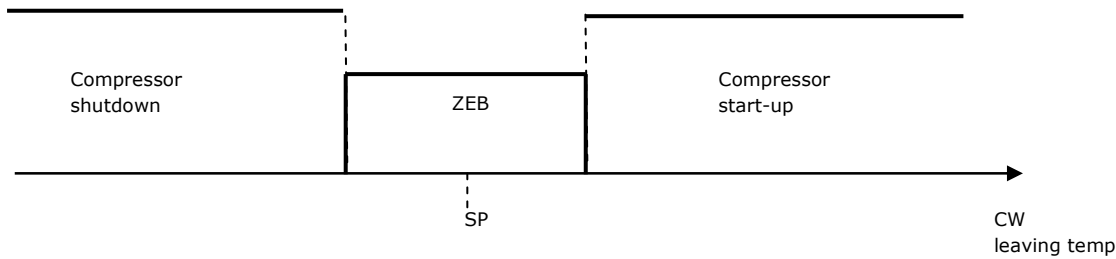 Compressor
shutdown
ZEB
Compressor
start-up
SP
CW
leaving temp